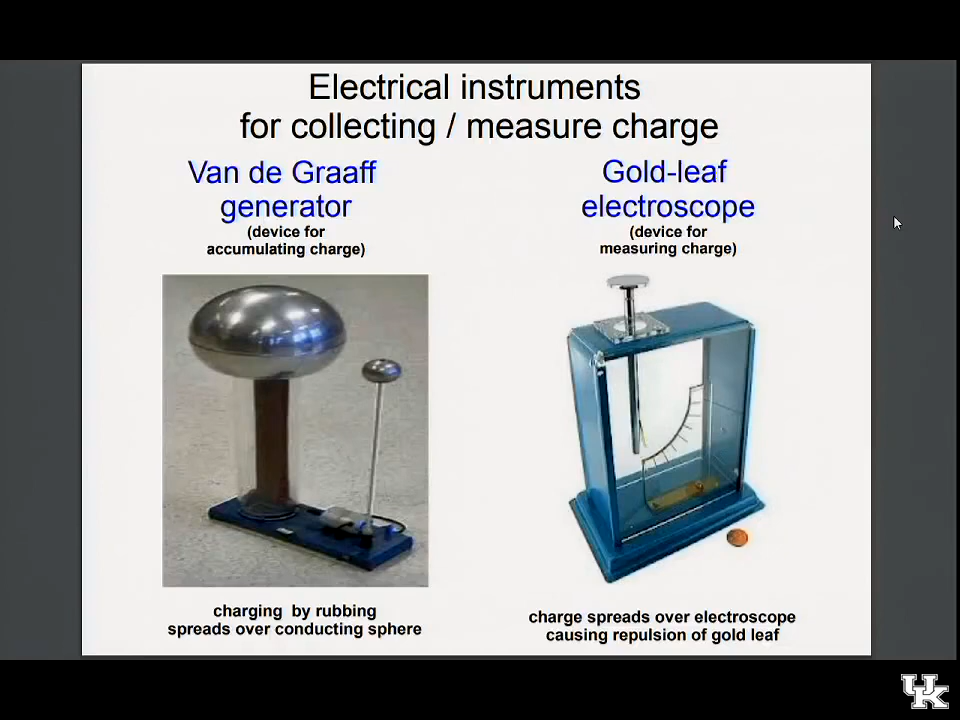 Electrical instruments
for collecting / measure charge
Van de Graaff
generator
(device for
accumulating charge)
Gold-leaf
electroscope
(device for
measuring charge)
charging by rubbing
spreads over conducting sphere
charge spreads over electroscope
causing repulsion of gold leaf
UK